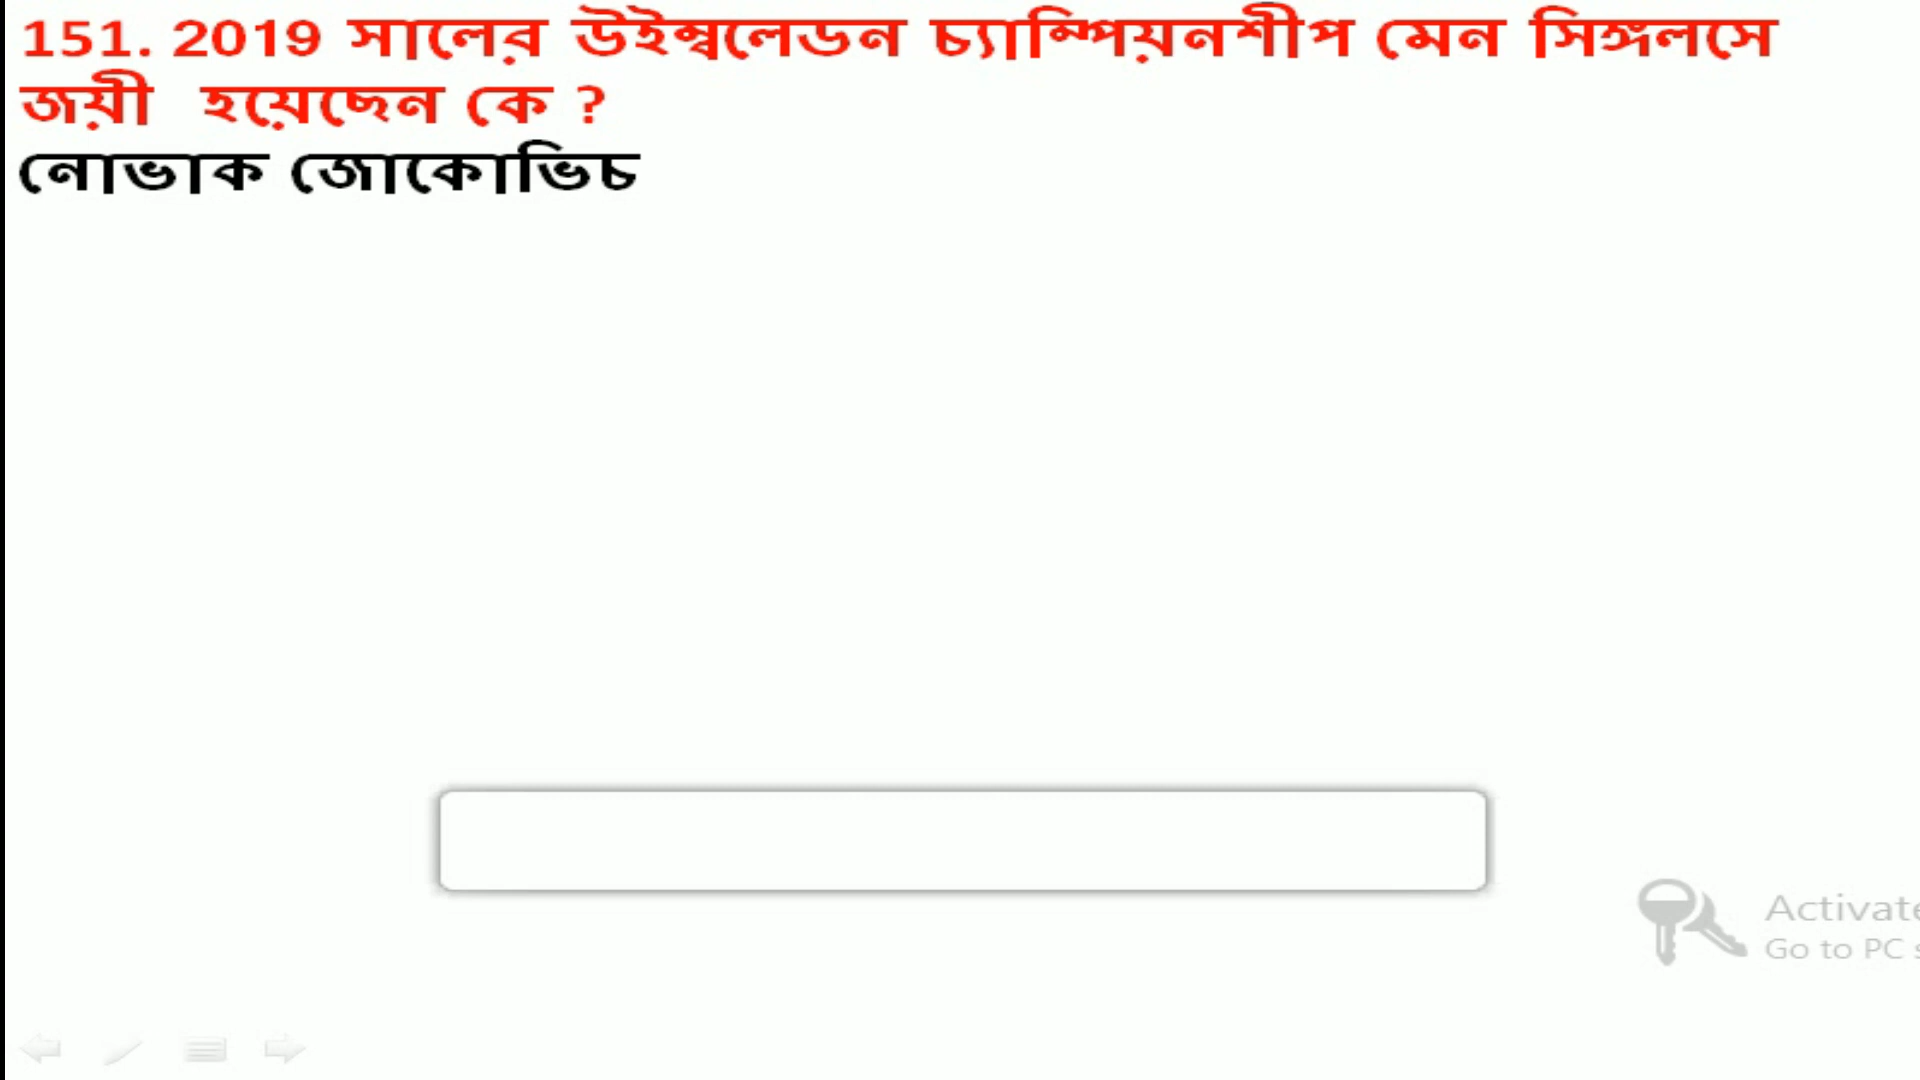 151. 2019 সালের উইম্বলেডন চ্যাম্পিয়নশীপ মেন সিঙ্গলসে
জয়ী হয়েছেন কে ?
নোভাক জোকোভিচ
Activate
Go to PC